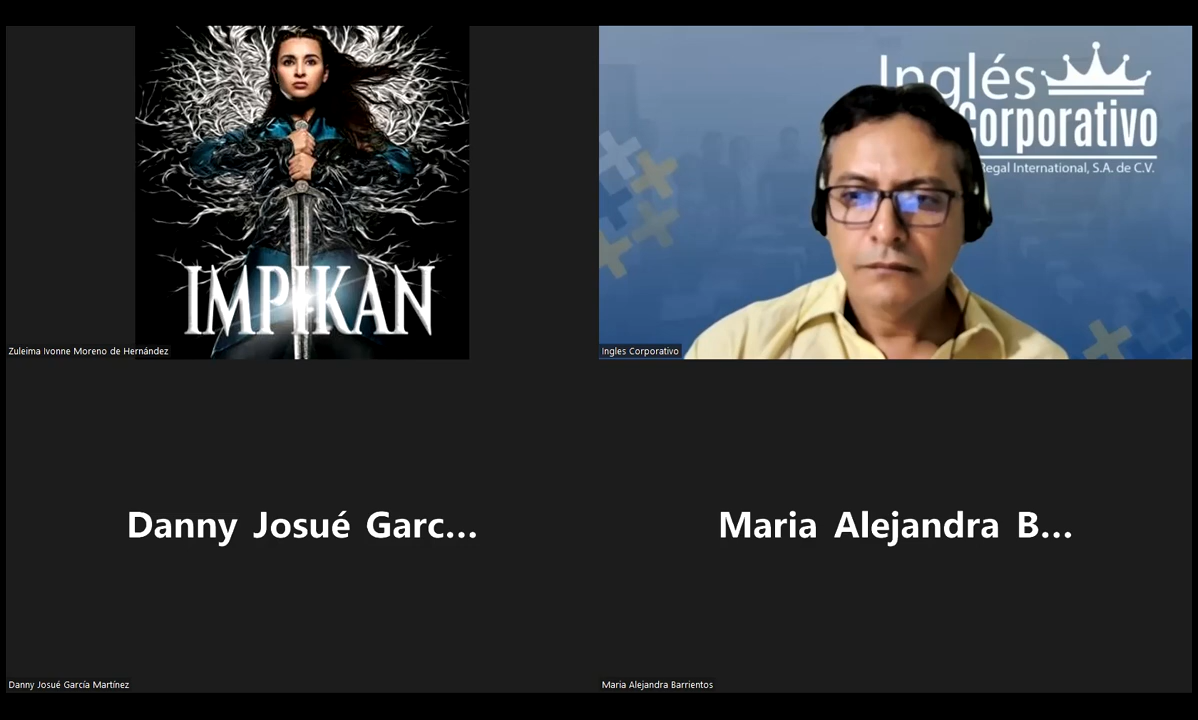 IMPIKAN
Zuleima Ivonne Moreno de Hernández
Inglés
Corporativo
Regal International, S.A. de C.V.
Ingles Corporativo
Danny Josué Garc...
Maria Alejandra B...
Danny Josué García Martínez
Maria Alejandra Barrientos